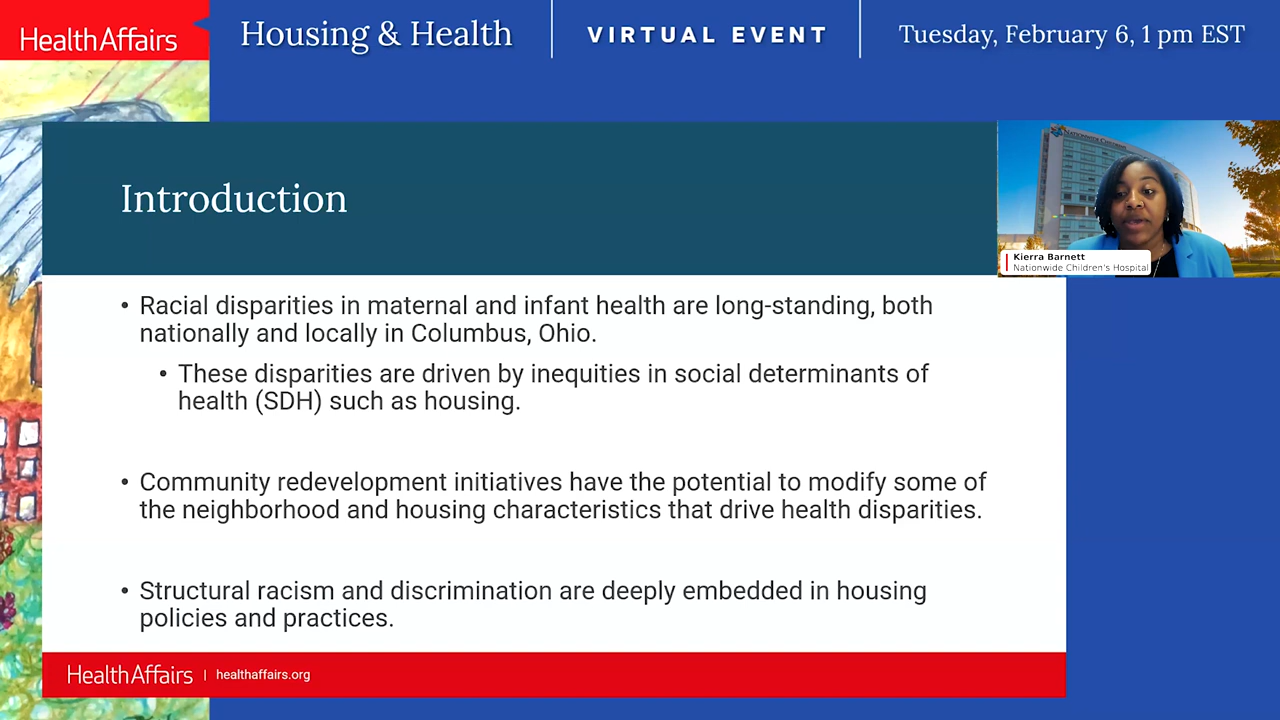 HealthAffairs
Housing & Health
VIRTUAL EVENT
Tuesday, February 6, 1 pm EST
Introduction
NATIONWIDE CHILDREN'S
Kierra Barnett
Nationwide Children's Hospital
• Racial disparities in maternal and infant health are long-standing, both
nationally and locally in Columbus, Ohio.
• These disparities are driven by inequities in social determinants of
health (SDH) such as housing.
• Community redevelopment initiatives have the potential to modify some of
the neighborhood and housing characteristics that drive health disparities.
• Structural racism and discrimination are deeply embedded in housing
policies and practices.
HealthAffairs | healthaffairs.org